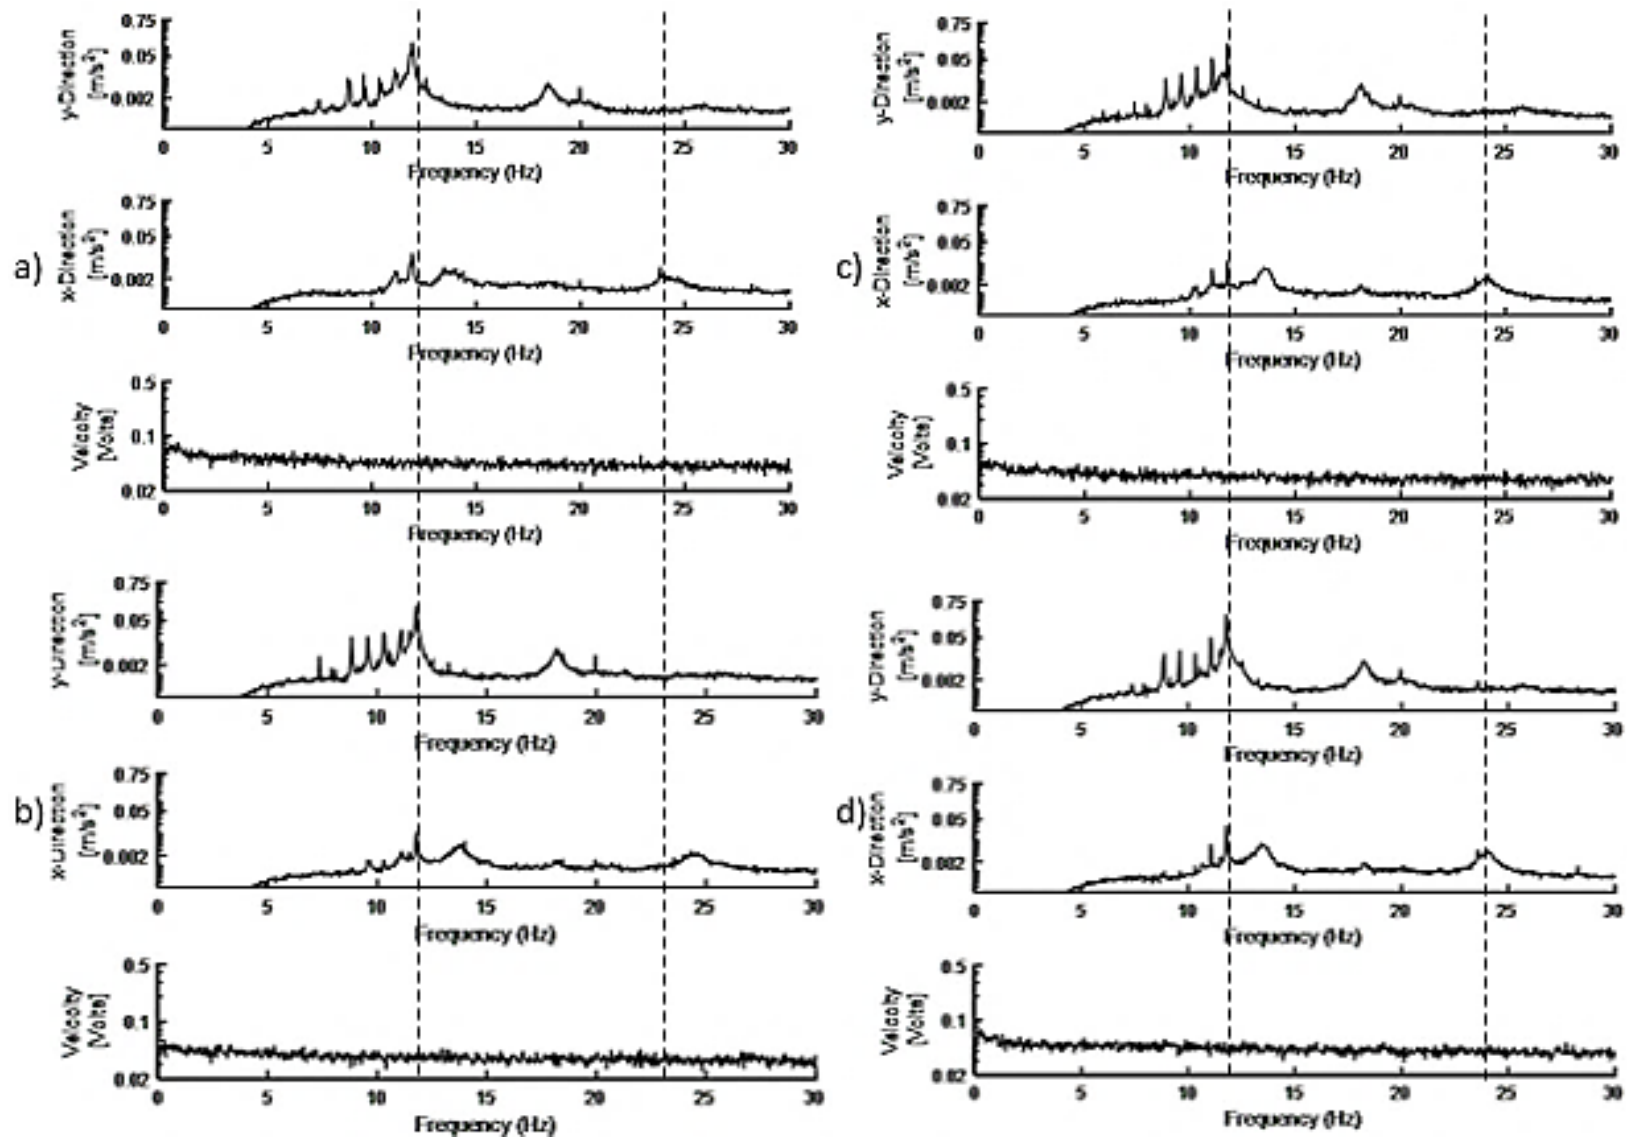 a)
y-Direction
[m/s²]
0.75
0.05
0.002
0 5 10 15 20 25 30
Frequency (Hz)
x-Direction
[m/s²]
0.75
0.05
0.002
0 5 10 15 20 25 30
Frequency (Hz)
Velcoity
[Volts]
0.5
0.1
0.02
0 5 10 15 20 25 30
Frequency (Hz)
b)
y-Direction
[m/s²]
0.75
0.05
0.002
0 5 10 15 20 25 30
Frequency (Hz)
x-Direction
[m/s²]
0.75
0.05
0.002
0 5 10 15 20 25 30
Frequency (Hz)
Velcoity
[Volts]
0.5
0.1
0.02
0 5 10 15 20 25 30
Frequency (Hz)
c)
y-Direction
[m/s²]
0.75
0.05
0.002
0 5 10 15 20 25 30
Frequency (Hz)
x-Direction
[m/s²]
0.75
0.05
0.002
0 5 10 15 20 25 30
Frequency (Hz)
Velcoity
[Volts]
0.5
0.1
0.02
0 5 10 15 20 25 30
Frequency (Hz)
d)
y-Direction
[m/s²]
0.75
0.05
0.002
0 5 10 15 20 25 30
Frequency (Hz)
x-Direction
[m/s²]
0.75
0.05
0.002
0 5 10 15 20 25 30
Frequency (Hz)
Velcoity
[Volts]
0.5
0.1
0.02
0 5 10 15 20 25 30
Frequency (Hz)